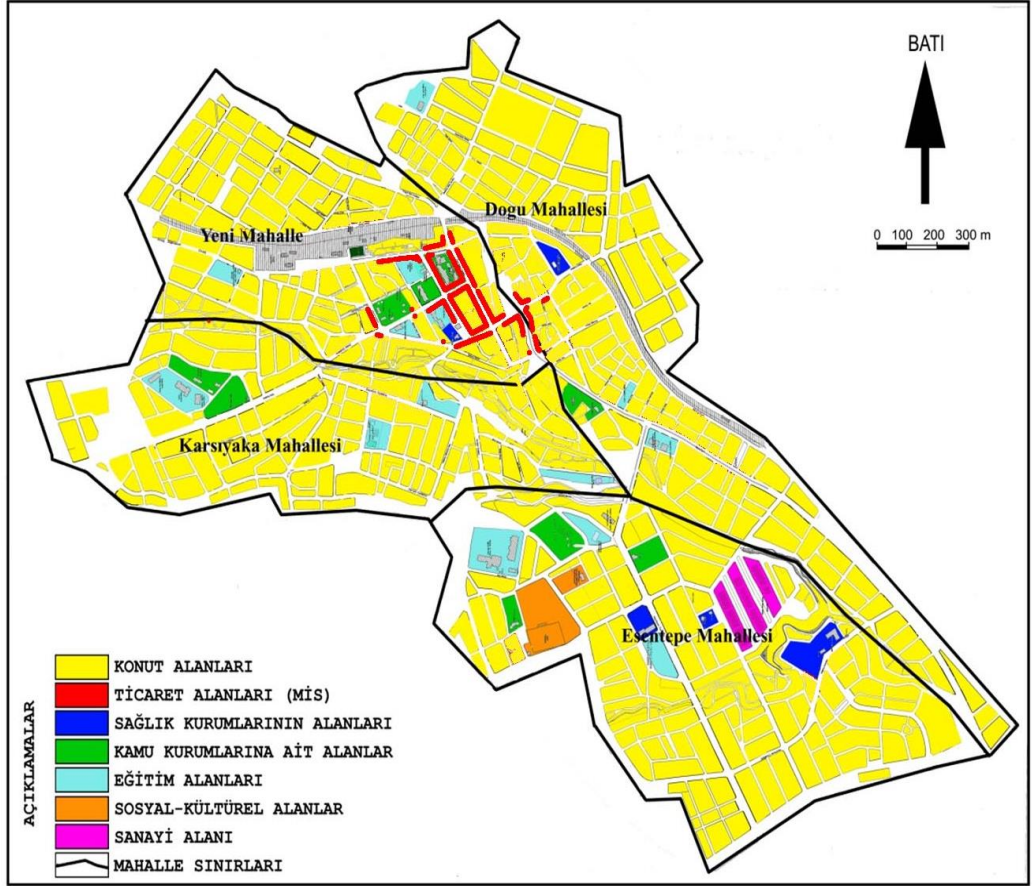 BATI
0 100 200 300 m
Dogu Mahallesi
Yeni Mahalle
Karsıyaka Mahallesi
Esentepe Mahallesi
AÇIKLAMALAR
KONUT ALANLARI
TİCARET ALANLARI (MİS)
SAĞLIK KURUMLARININ ALANLARI
KAMU KURUMLARINA AİT ALANLAR
EĞİTİM ALANLARI
SOSYAL-KÜLTÜREL ALANLAR
SANAYİ ALANI
MAHALLE SINIRLARI